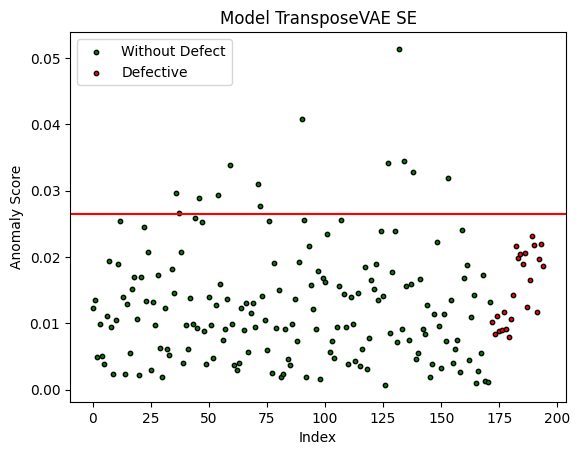 Model TransposeVAE SE
Without Defect
Defective
Anomaly Score
0.05
0.04
0.03
0.02
0.01
0.00
0 25 50 75 100 125 150 175 200
Index